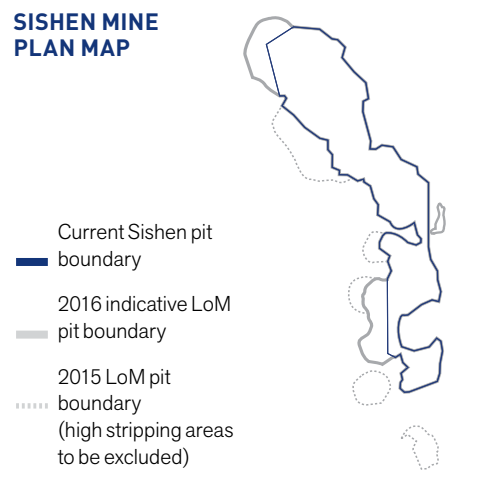 SISHEN MINE
PLAN MAP
Current Sishen pit
boundary
2016 indicative LoM
pit boundary
2015 LoM pit
boundary
(high stripping areas
to be excluded)